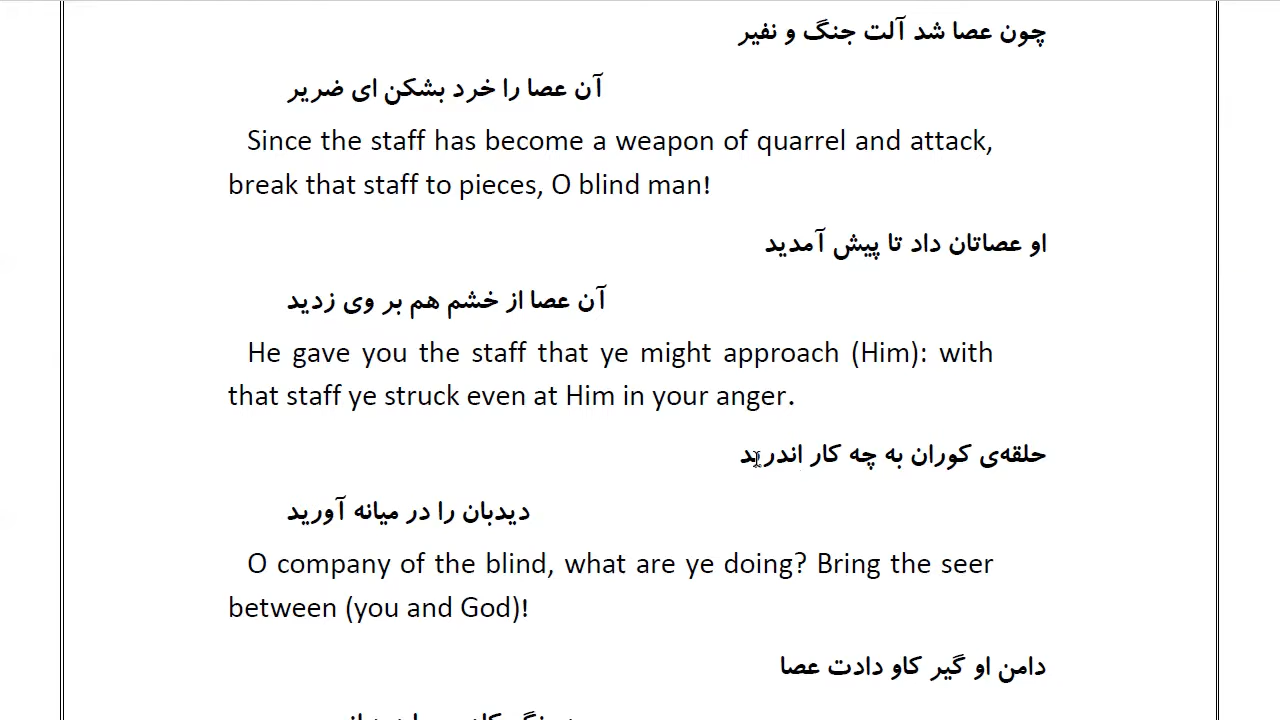 چون عصا شد آلت جنگ و نفیر
آن عصا را خرد بشکن ای ضریر
Since the staff has become a weapon of quarrel and attack,
break that staff to pieces, O blind man!
او عصاتان داد تا پیش آمدید
آن عصا از خشم هم بر وی زدید
He gave you the staff that ye might approach (Him): with
that staff ye struck even at Him in your anger.
حلقه‌ی کوران به چه کار اندرید
دیدبان را در میانه آورید
O company of the blind, what are ye doing? Bring the seer
between (you and God)!
دامن او گیر کاو دادت عصا